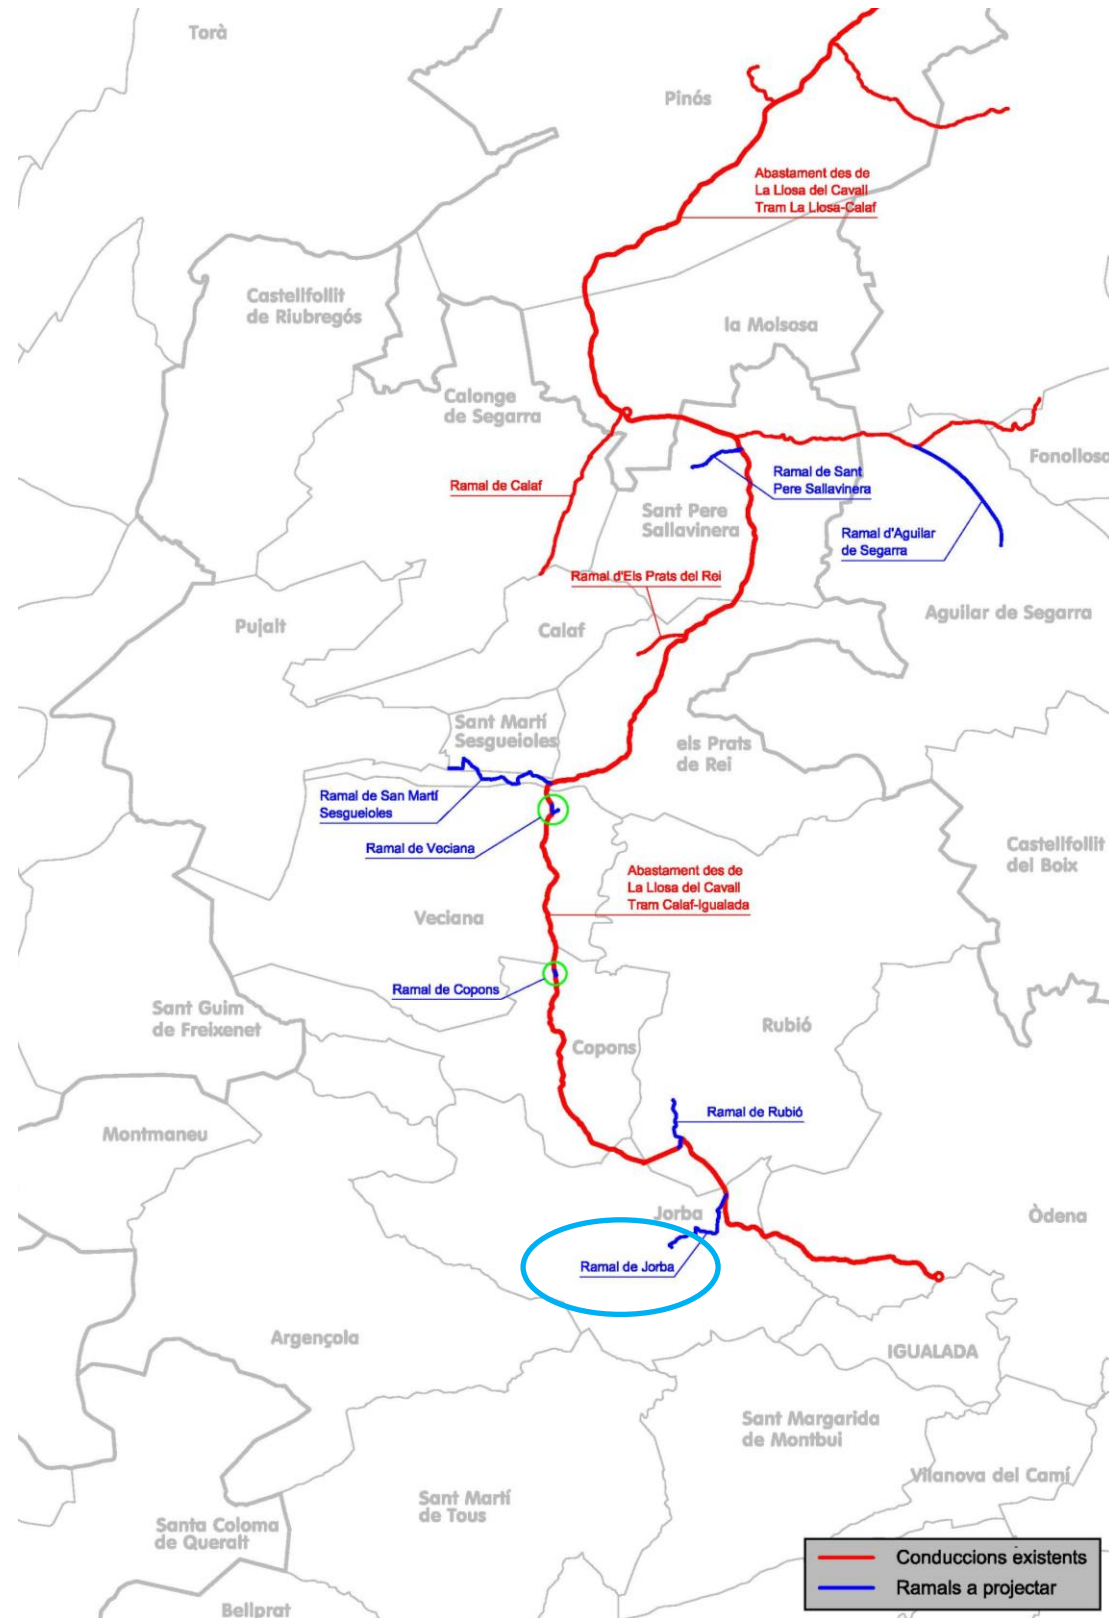 Torà
Pinós
Abastament des de
La Llosa del Cavall
Tram La Llosa-Calaf
Castellfollit
de Riubregós
la Molsosa
Calonge
de Segarra
Fonollosa
Ramal de Calaf
Ramal de Sant
Pere Sallavinera
Sant Pere
Sallavinera
Ramal d'Aguilar
de Segarra
Ramal d'Els Prats del Rei
Aguilar de Segarra
Pujalt
Calaf
Sant Martí
Sesgueioles
els Prats
de Rei
Ramal de San Martí
Sesgueioles
Ramal de Veciana
Castellfollit
del Boix
Abastament des de
La Llosa del Cavall
Tram Calaf-Igualada
Veciana
Ramal de Copons
Sant Guim
de Freixenet
Rubió
Copons
Ramal de Rubió
Montmaneu
Jorba
Òdena
Ramal de Jorba
Argençola
IGUALADA
Sant Margarida
de Montbui
Vilanova del Camí
Sant Martí
de Tous
Santa Coloma
de Queralt
Bellprat
Conduccions existents
Ramals a projectar